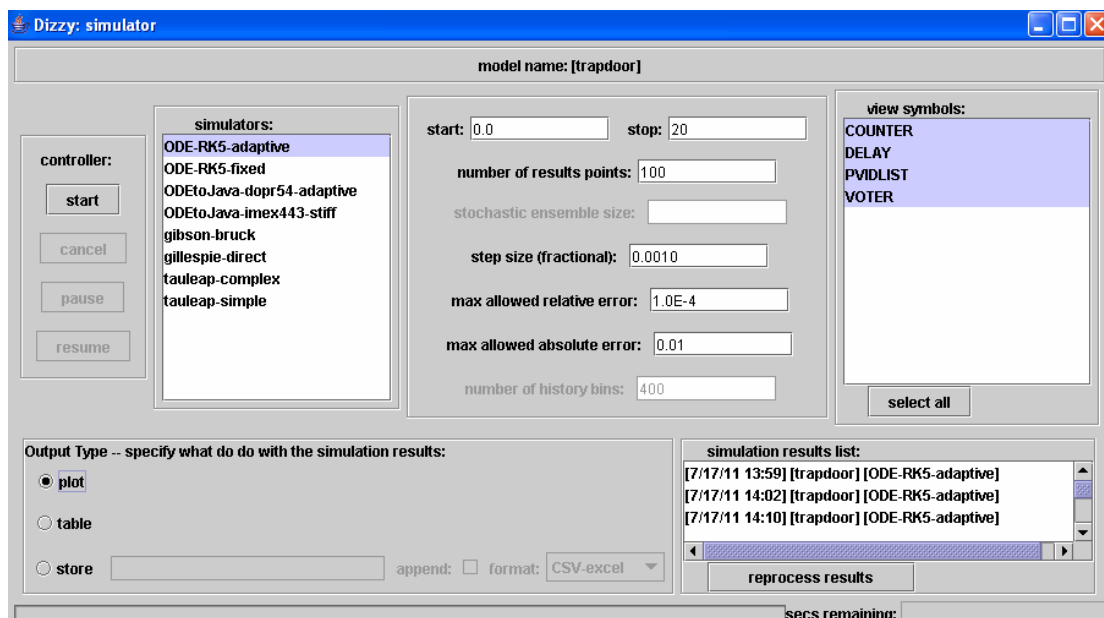 Dizzy: simulator
model name: [trapdoor]
controller:
start
cancel
pause
resume
simulators:
ODE-RK5-adaptive
ODE-RK5-fixed
ODEtoJava-dopr54-adaptive
ODEtoJava-imex443-stiff
gibson-bruck
gillespie-direct
tauleap-complex
tauleap-simple
start: 0.0 stop: 20
number of results points: 100
stochastic ensemble size:
step size (fractional): 0.0010
max allowed relative error: 1.0E-4
max allowed absolute error: 0.01
number of history bins: 400
view symbols:
COUNTER
DELAY
PVIDLIST
VOTER
select all
Output Type -- specify what do do with the simulation results:
plot
table
store append: format: CSV-excel
simulation results list:
[7/17/11 13:59] [trapdoor] [ODE-RK5-adaptive]
[7/17/11 14:02] [trapdoor] [ODE-RK5-adaptive]
[7/17/11 14:10] [trapdoor] [ODE-RK5-adaptive]
reprocess results
secs remaining: